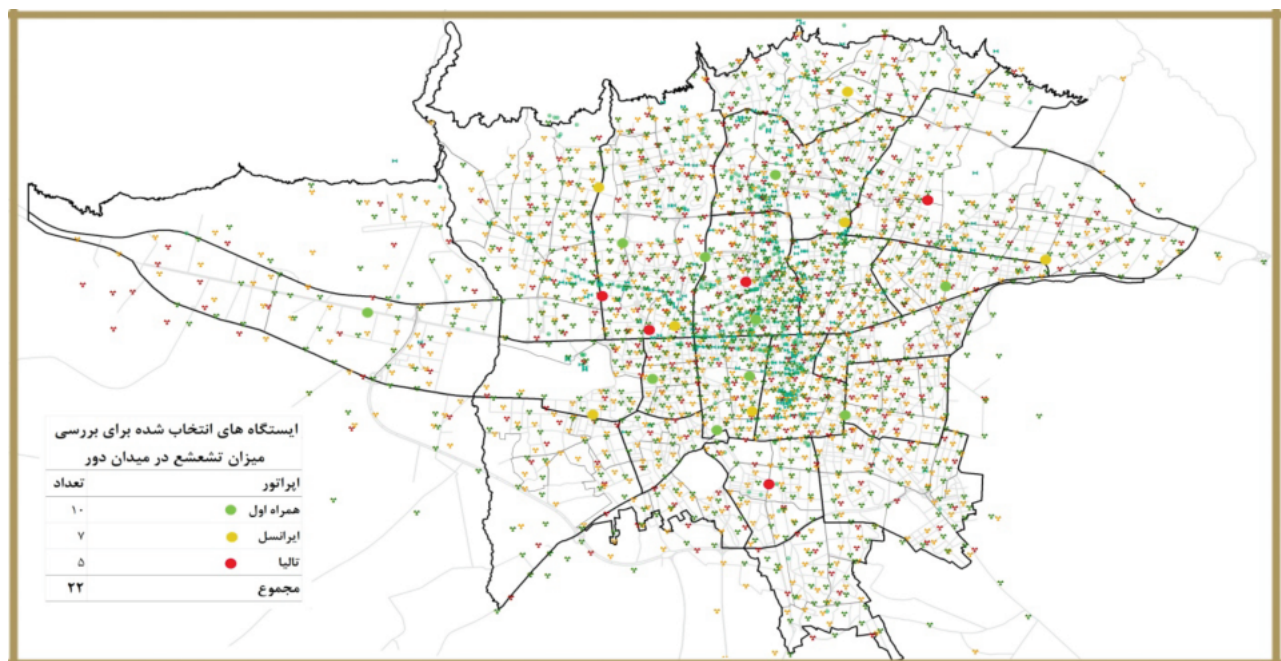 ایستگاه های انتخاب شده برای بررسی
میزان تشعشع در میدان دور
اپراتور تعداد
همراه اول ۱۰
ایرانسل ۷
تالیا ۵
مجموع ۲۲